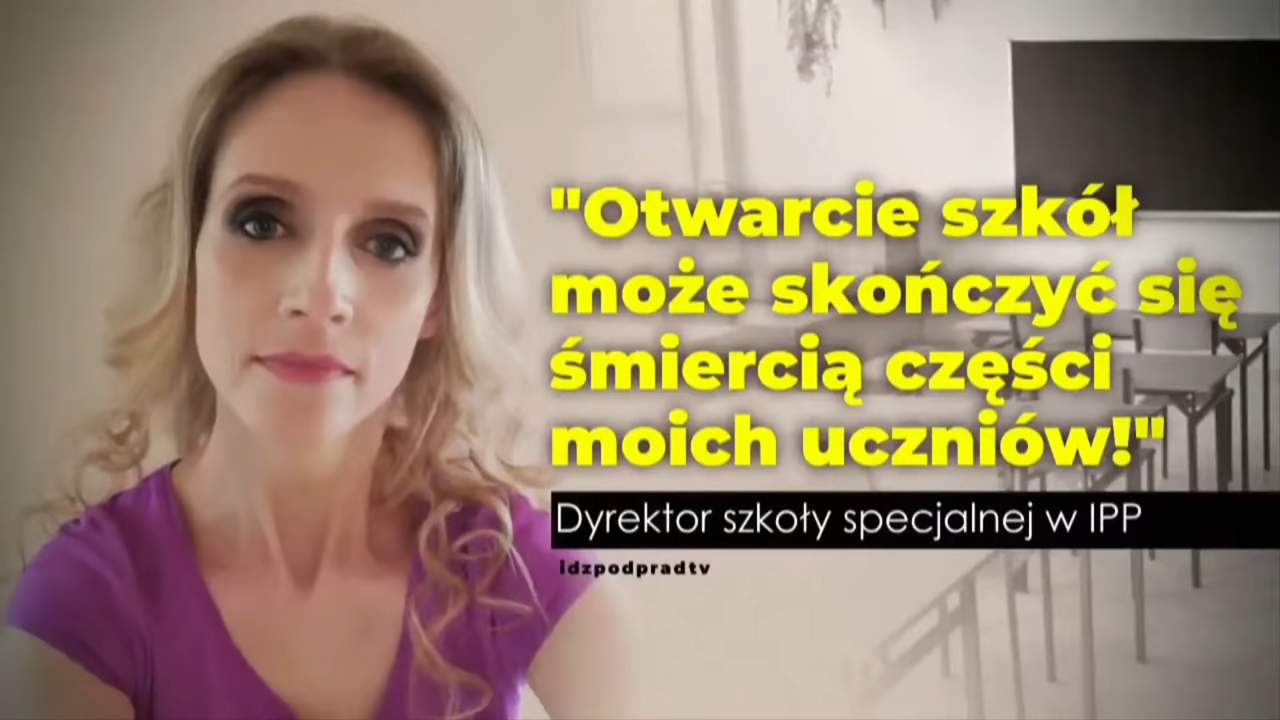 "Otwarcie szkół
może skończyć się
śmiercią części
moich uczniów!"
Dyrektor szkoły specjalnej w IPP
idzpodpradtv